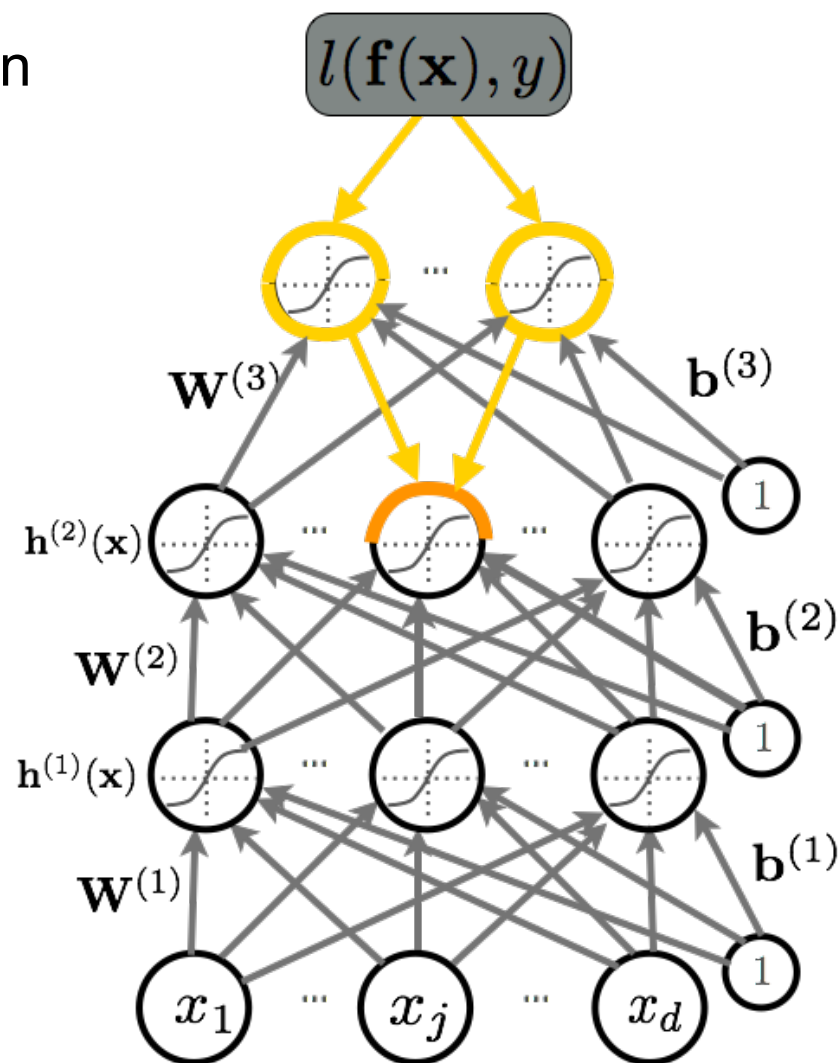 n
l(f(x), y)
...
W⁽³⁾
b⁽³⁾
1
h⁽²⁾(x)
... ...
W⁽²⁾
b⁽²⁾
1
h⁽¹⁾(x)
... ...
W⁽¹⁾
b⁽¹⁾
1
x₁ ... xⱼ ... x_d